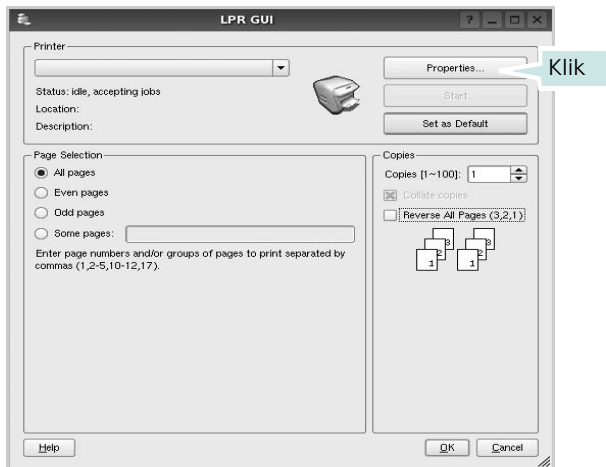 LPR GUI
Printer
Properties...
Klik
Status: idle, accepting jobs
Start
Location:
Description:
Set as Default
Page Selection
All pages
Even pages
Odd pages
Some pages:
Enter page numbers and/or groups of pages to print separated by
commas (1,2-5,10-12,17).
Copies
Copies [1~100]: 1
Collate copies
Reverse All Pages (3,2,1)
3 3
2 2
1 1
Help
OK
Cancel